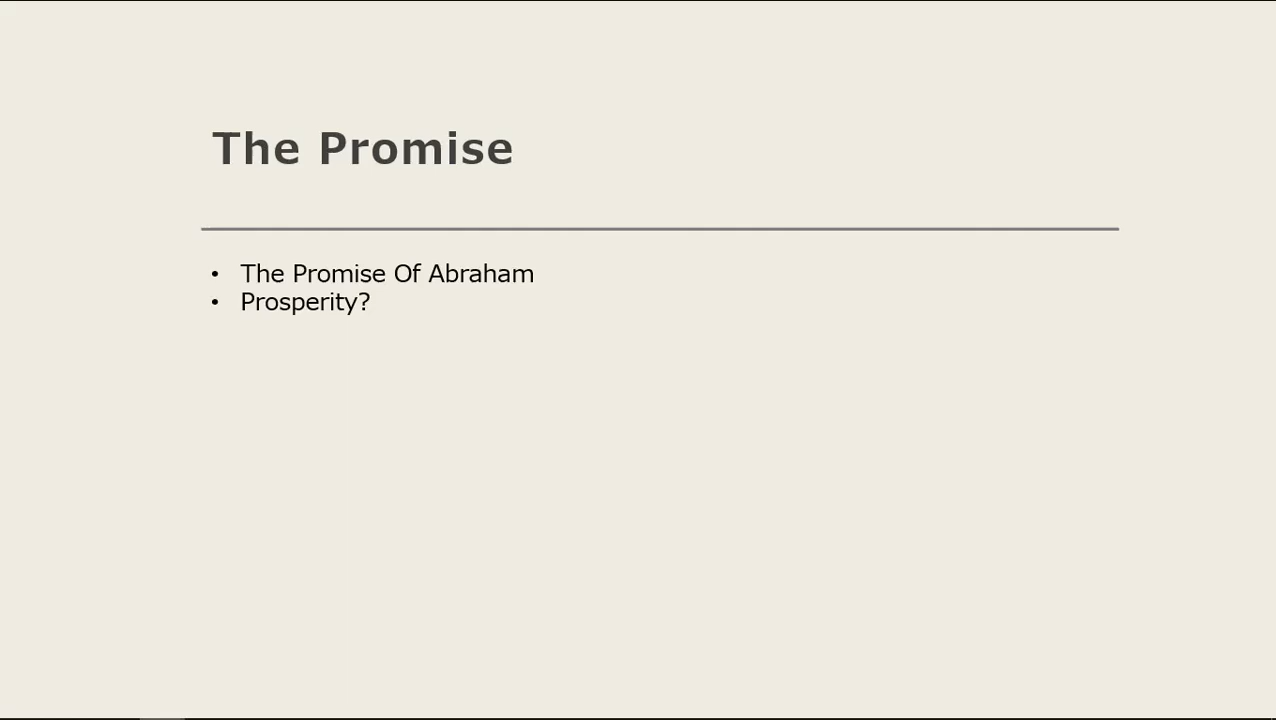 The Promise
• The Promise Of Abraham
• Prosperity?